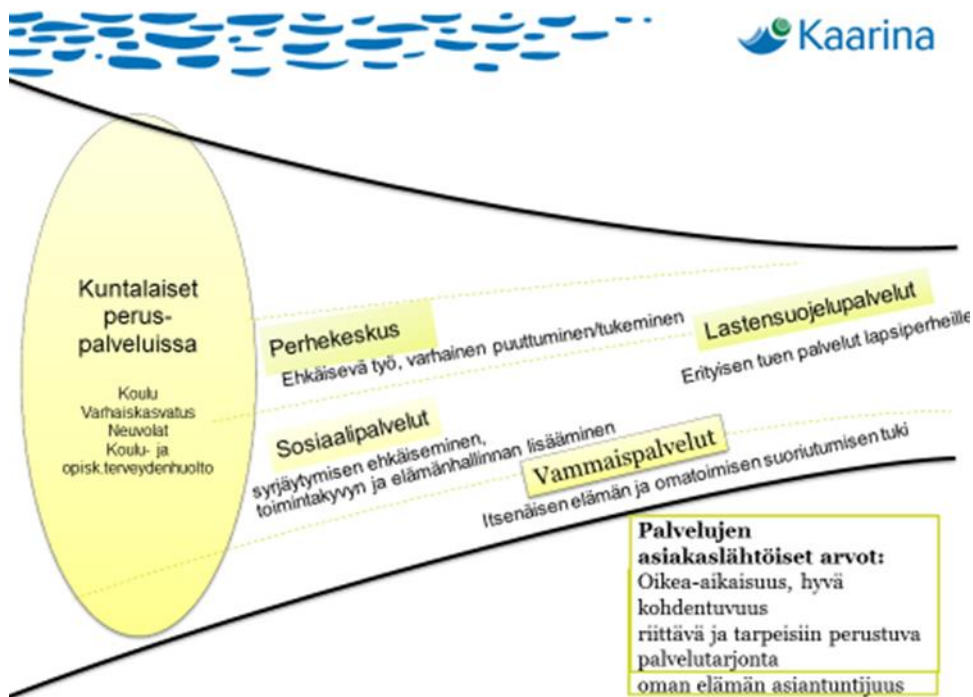 Kaarina
Kuntalaiset
perus-
palveluissa
Koulu
Varhaiskasvatus
Neuvolat
Koulu- ja
opisk.terveydenhuolto
Perhekeskus
Ehkäisevä työ, varhainen puuttuminen/tukeminen
Lastensuojelupalvelut
Erityisen tuen palvelut lapsiperheille
Sosiaalipalvelut
syrjäytymisen ehkäiseminen,
toimintakyvyn ja elämänhallinnan lisääminen
Vammaispalvelut
Itsenäisen elämän ja omatoimisen suoriutumisen tuki
Palvelujen
asiakaslähtöiset arvot:
Oikea-aikaisuus, hyvä
kohdentuvuus
riittävä ja tarpeisiin perustuva
palvelutarjonta
oman elämän asiantuntijuus